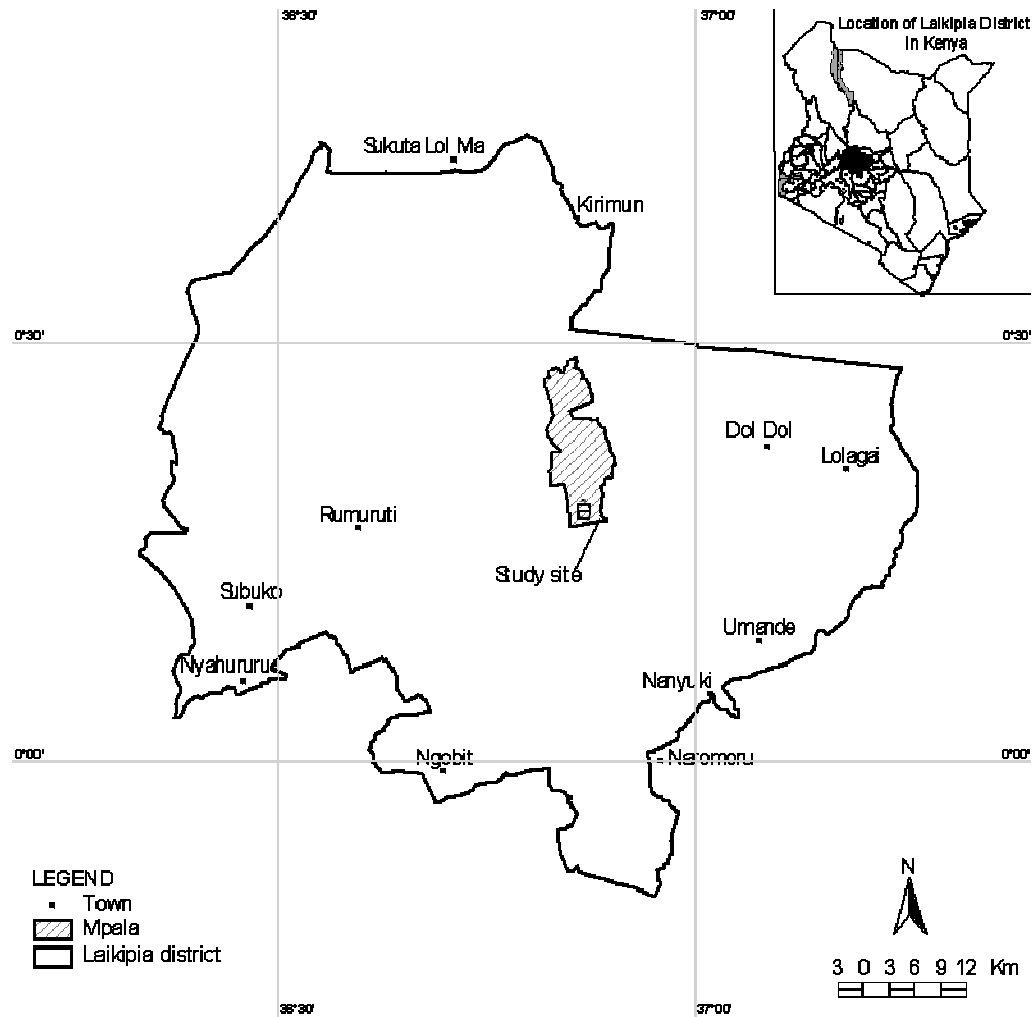 36°30'
37°00'
Location of Laikipia District
in Kenya
Sukuta Lol Ma
Kirimun
0°30'
0°30'
Dol Dol
Lolagai
Rumuruti
Study site
Subuko
Umande
Nyahururu
Nanyuki
0°00'
Ngobit
Naromoru
0°00'
LEGEND
Town
Mpala
Laikipia district
N
3 0 3 6 9 12 Km
36°30'
37°00'